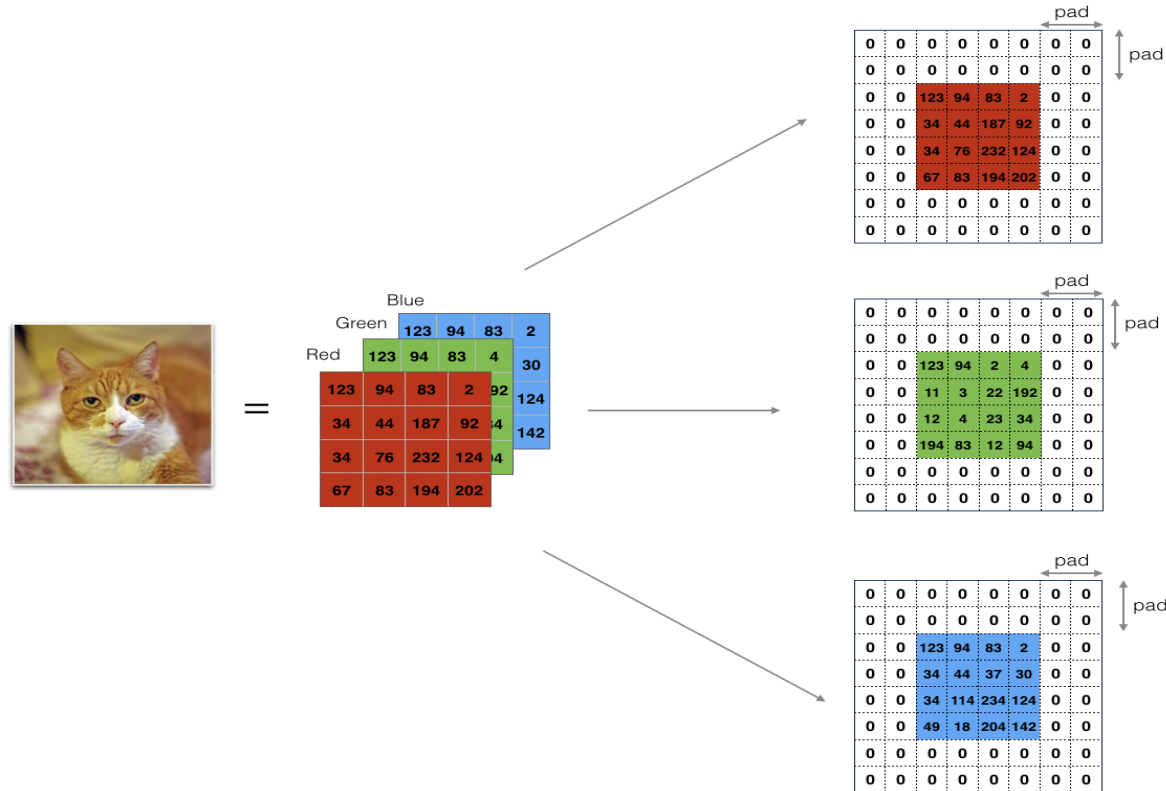 pad
pad
0 0 0 0 0 0 0 0
0 0 0 0 0 0 0 0
0 0 123 94 83 2 0 0
0 0 34 44 187 92 0 0
0 0 34 76 232 124 0 0
0 0 67 83 194 202 0 0
0 0 0 0 0 0 0 0
0 0 0 0 0 0 0 0
Blue
123 94 83 2
30
124
142
Green
123 94 83 4
92
4
94
Red
123 94 83 2
34 44 187 92
34 76 232 124
67 83 194 202
=
pad
pad
0 0 0 0 0 0 0 0
0 0 0 0 0 0 0 0
0 0 123 94 2 4 0 0
0 0 11 3 22 192 0 0
0 0 12 4 23 34 0 0
0 0 194 83 12 94 0 0
0 0 0 0 0 0 0 0
0 0 0 0 0 0 0 0
pad
pad
0 0 0 0 0 0 0 0
0 0 0 0 0 0 0 0
0 0 123 94 83 2 0 0
0 0 34 44 37 30 0 0
0 0 34 114 234 124 0 0
0 0 49 18 204 142 0 0
0 0 0 0 0 0 0 0
0 0 0 0 0 0 0 0